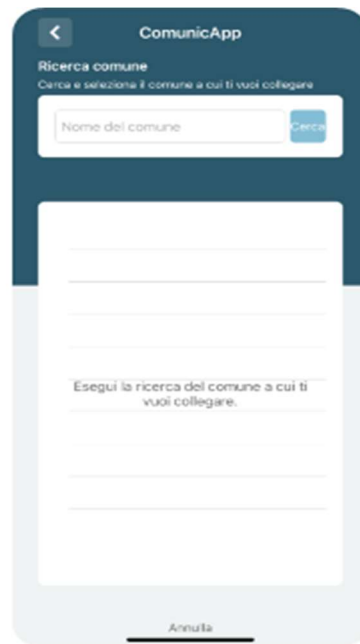 ComunicApp
Ricerca comune
Cerca e seleziona il comune a cui ti vuoi collegare
Nome del comune
Cerca
Esegui la ricerca del comune a cui ti
vuoi collegare.
Annulla